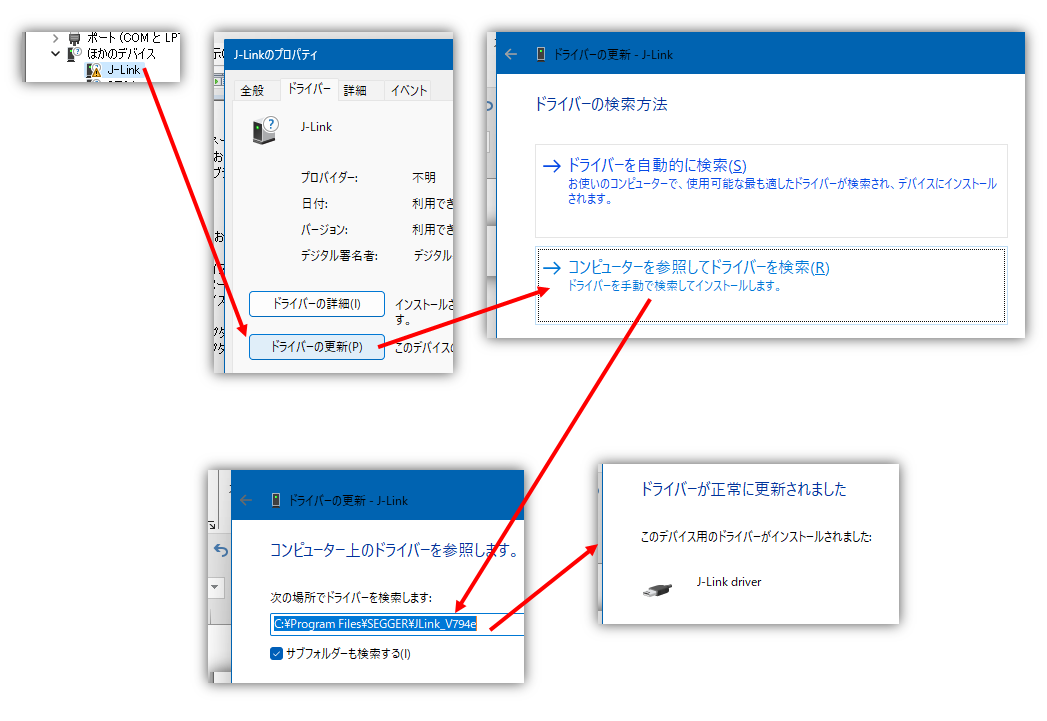 ポート (COM と LPT
ほかのデバイス
J-Link
J-Linkのプロパティ
全般
ドライバー
詳細
イベント
J-Link
プロバイダー:
不明
日付:
利用でき
バージョン:
利用でき
デジタル署名者:
デジタル
ドライバーの詳細(I)
インストールさ
す。
ドライバーの更新(P)
このデバイスの
ドライバーの更新 - J-Link
ドライバーの検索方法
ドライバーを自動的に検索(S)
お使いのコンピューターで、使用可能な最も適したドライバーが検索され、デバイスにインストール
されます。
コンピューターを参照してドライバーを検索(R)
ドライバーを手動で検索してインストールします。
ドライバーの更新 - J-Link
コンピューター上のドライバーを参照します。
次の場所でドライバーを検索します:
C:¥Program Files¥SEGGER¥JLink_V794e
サブフォルダーも検索する(I)
ドライバーが正常に更新されました
このデバイス用のドライバーがインストールされました:
J-Link driver